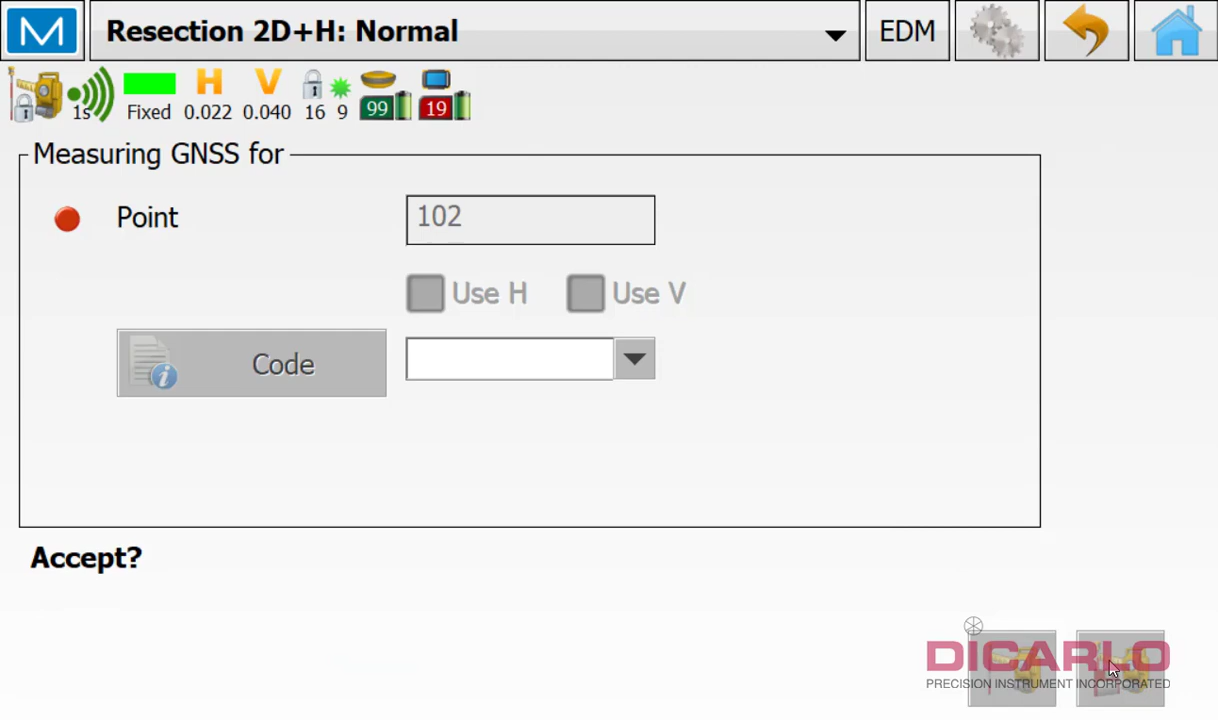 Resection 2D+H: Normal
EDM
1s Fixed H 0.022 V 0.040 16 9 99 19
Measuring GNSS for
Point 102
Use H Use V
Code
Accept?
DICARLO
PRECISION INSTRUMENT INCORPORATED